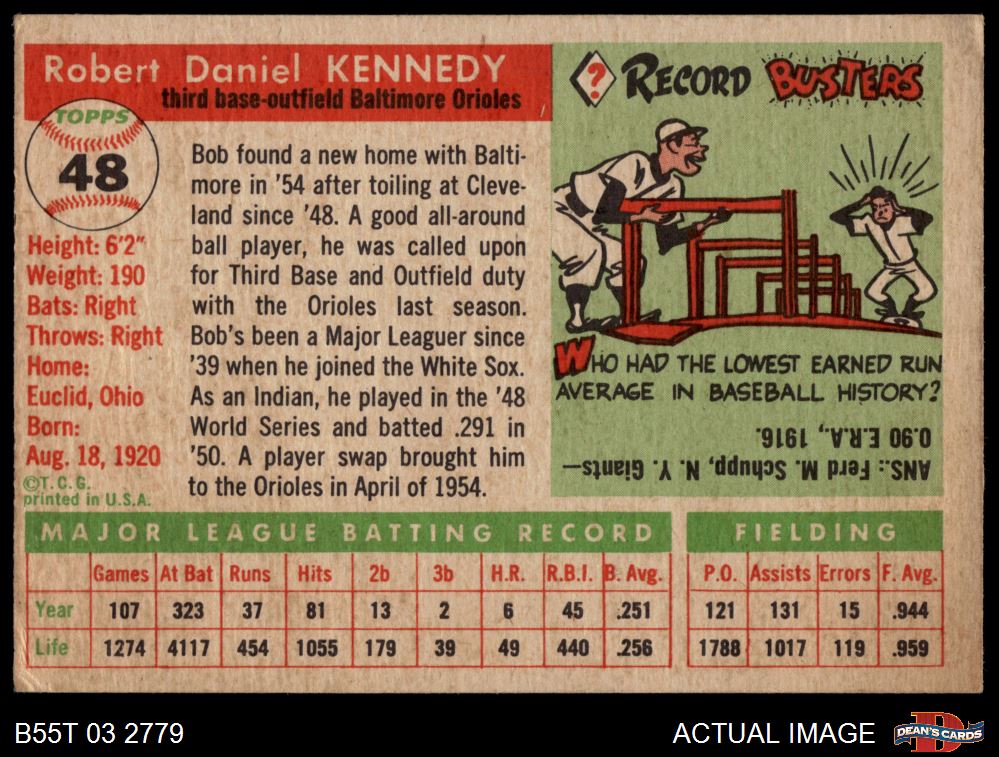 Robert Daniel KENNEDY
third base-outfield Baltimore Orioles
TOPPS
48
Height: 6'2"
Weight: 190
Bats: Right
Throws: Right
Home:
Euclid, Ohio
Born:
Aug. 18, 1920
©T. C. G.
printed in U.S.A.
Bob found a new home with Balti-
more in '54 after toiling at Cleve-
land since '48. A good all-around
ball player, he was called upon
for Third Base and Outfield duty
with the Orioles last season.
Bob's been a Major Leaguer since
'39 when he joined the White Sox.
As an Indian, he played in the '48
World Series and batted .291 in
'50. A player swap brought him
to the Orioles in April of 1954.
? RECORD BUSTERS
WHO HAD THE LOWEST EARNED RUN
AVERAGE IN BASEBALL HISTORY?
ANS.: Ferd M. Schupp, N. Y. Giants—
0.90 E.R.A., 1916.
MAJOR LEAGUE BATTING RECORD
Games At Bat Runs Hits 2b 3b H.R. R.B.I. B. Avg.
Year 107 323 37 81 13 2 6 45 .251
Life 1274 4117 454 1055 179 39 49 440 .256
FIELDING
P.O. Assists Errors F. Avg.
121 131 15 .944
1788 1017 119 .959
B55T 03 2779
ACTUAL IMAGE
DEAN'S CARDS